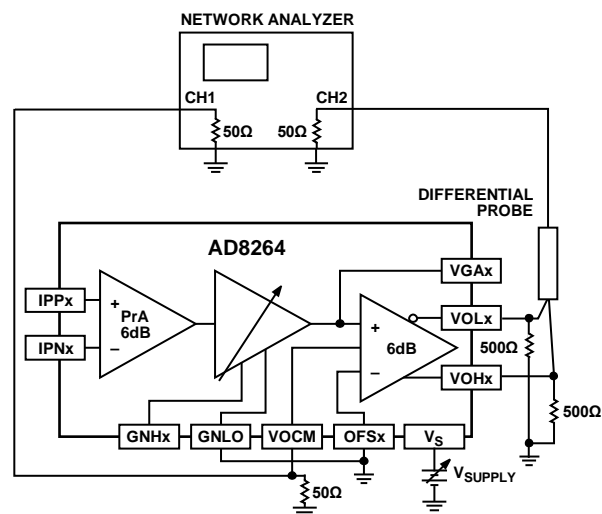 NETWORK ANALYZER
CH1
CH2
50Ω
50Ω
DIFFERENTIAL
PROBE
AD8264
VGAx
IPPx
+
PrA
6dB
–
IPNx
+
6dB
–
VOLx
500Ω
VOHx
500Ω
GNHx
GNLO
VOCM
OFSx
VS
50Ω
VSUPPLY